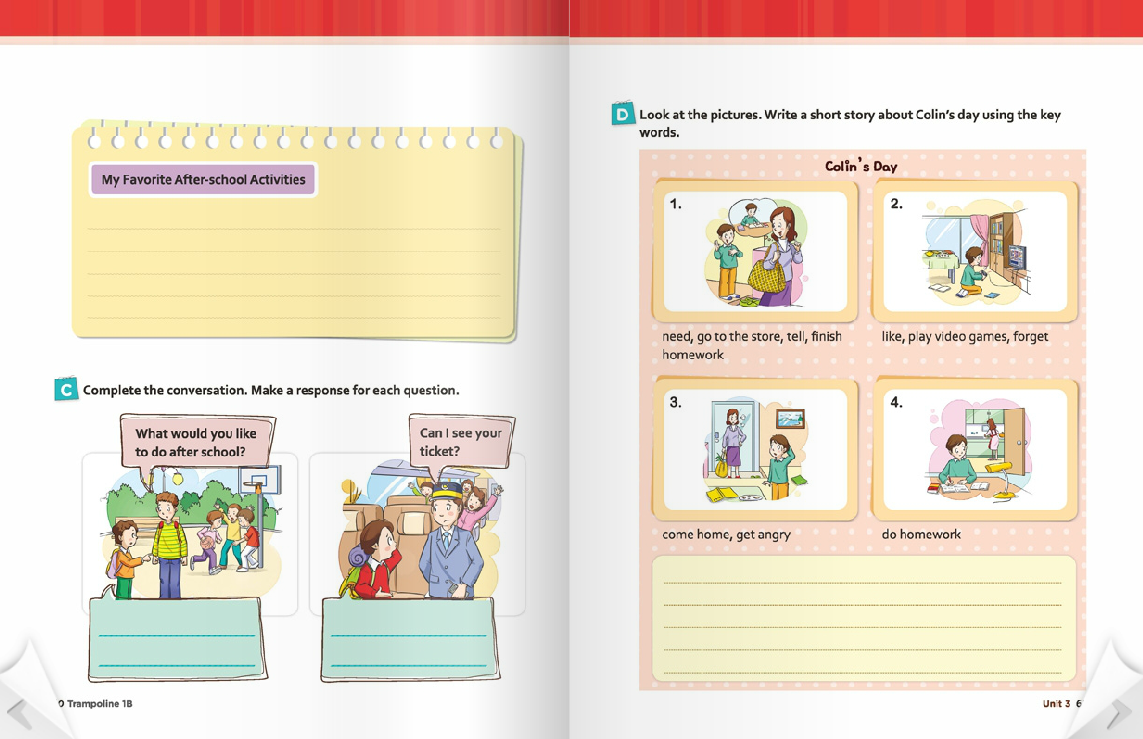 My Favorite After-school Activities
C Complete the conversation. Make a response for each question.
What would you like
to do after school?
Can I see your
ticket?
0 Trampoline 1B
D Look at the pictures. Write a short story about Colin's day using the key
words.
Colin's Day
1.
2.
need, go to the store, tell, finish
homework
like, play video games, forget
3.
4.
come home, get angry
do homework
Unit 3 6